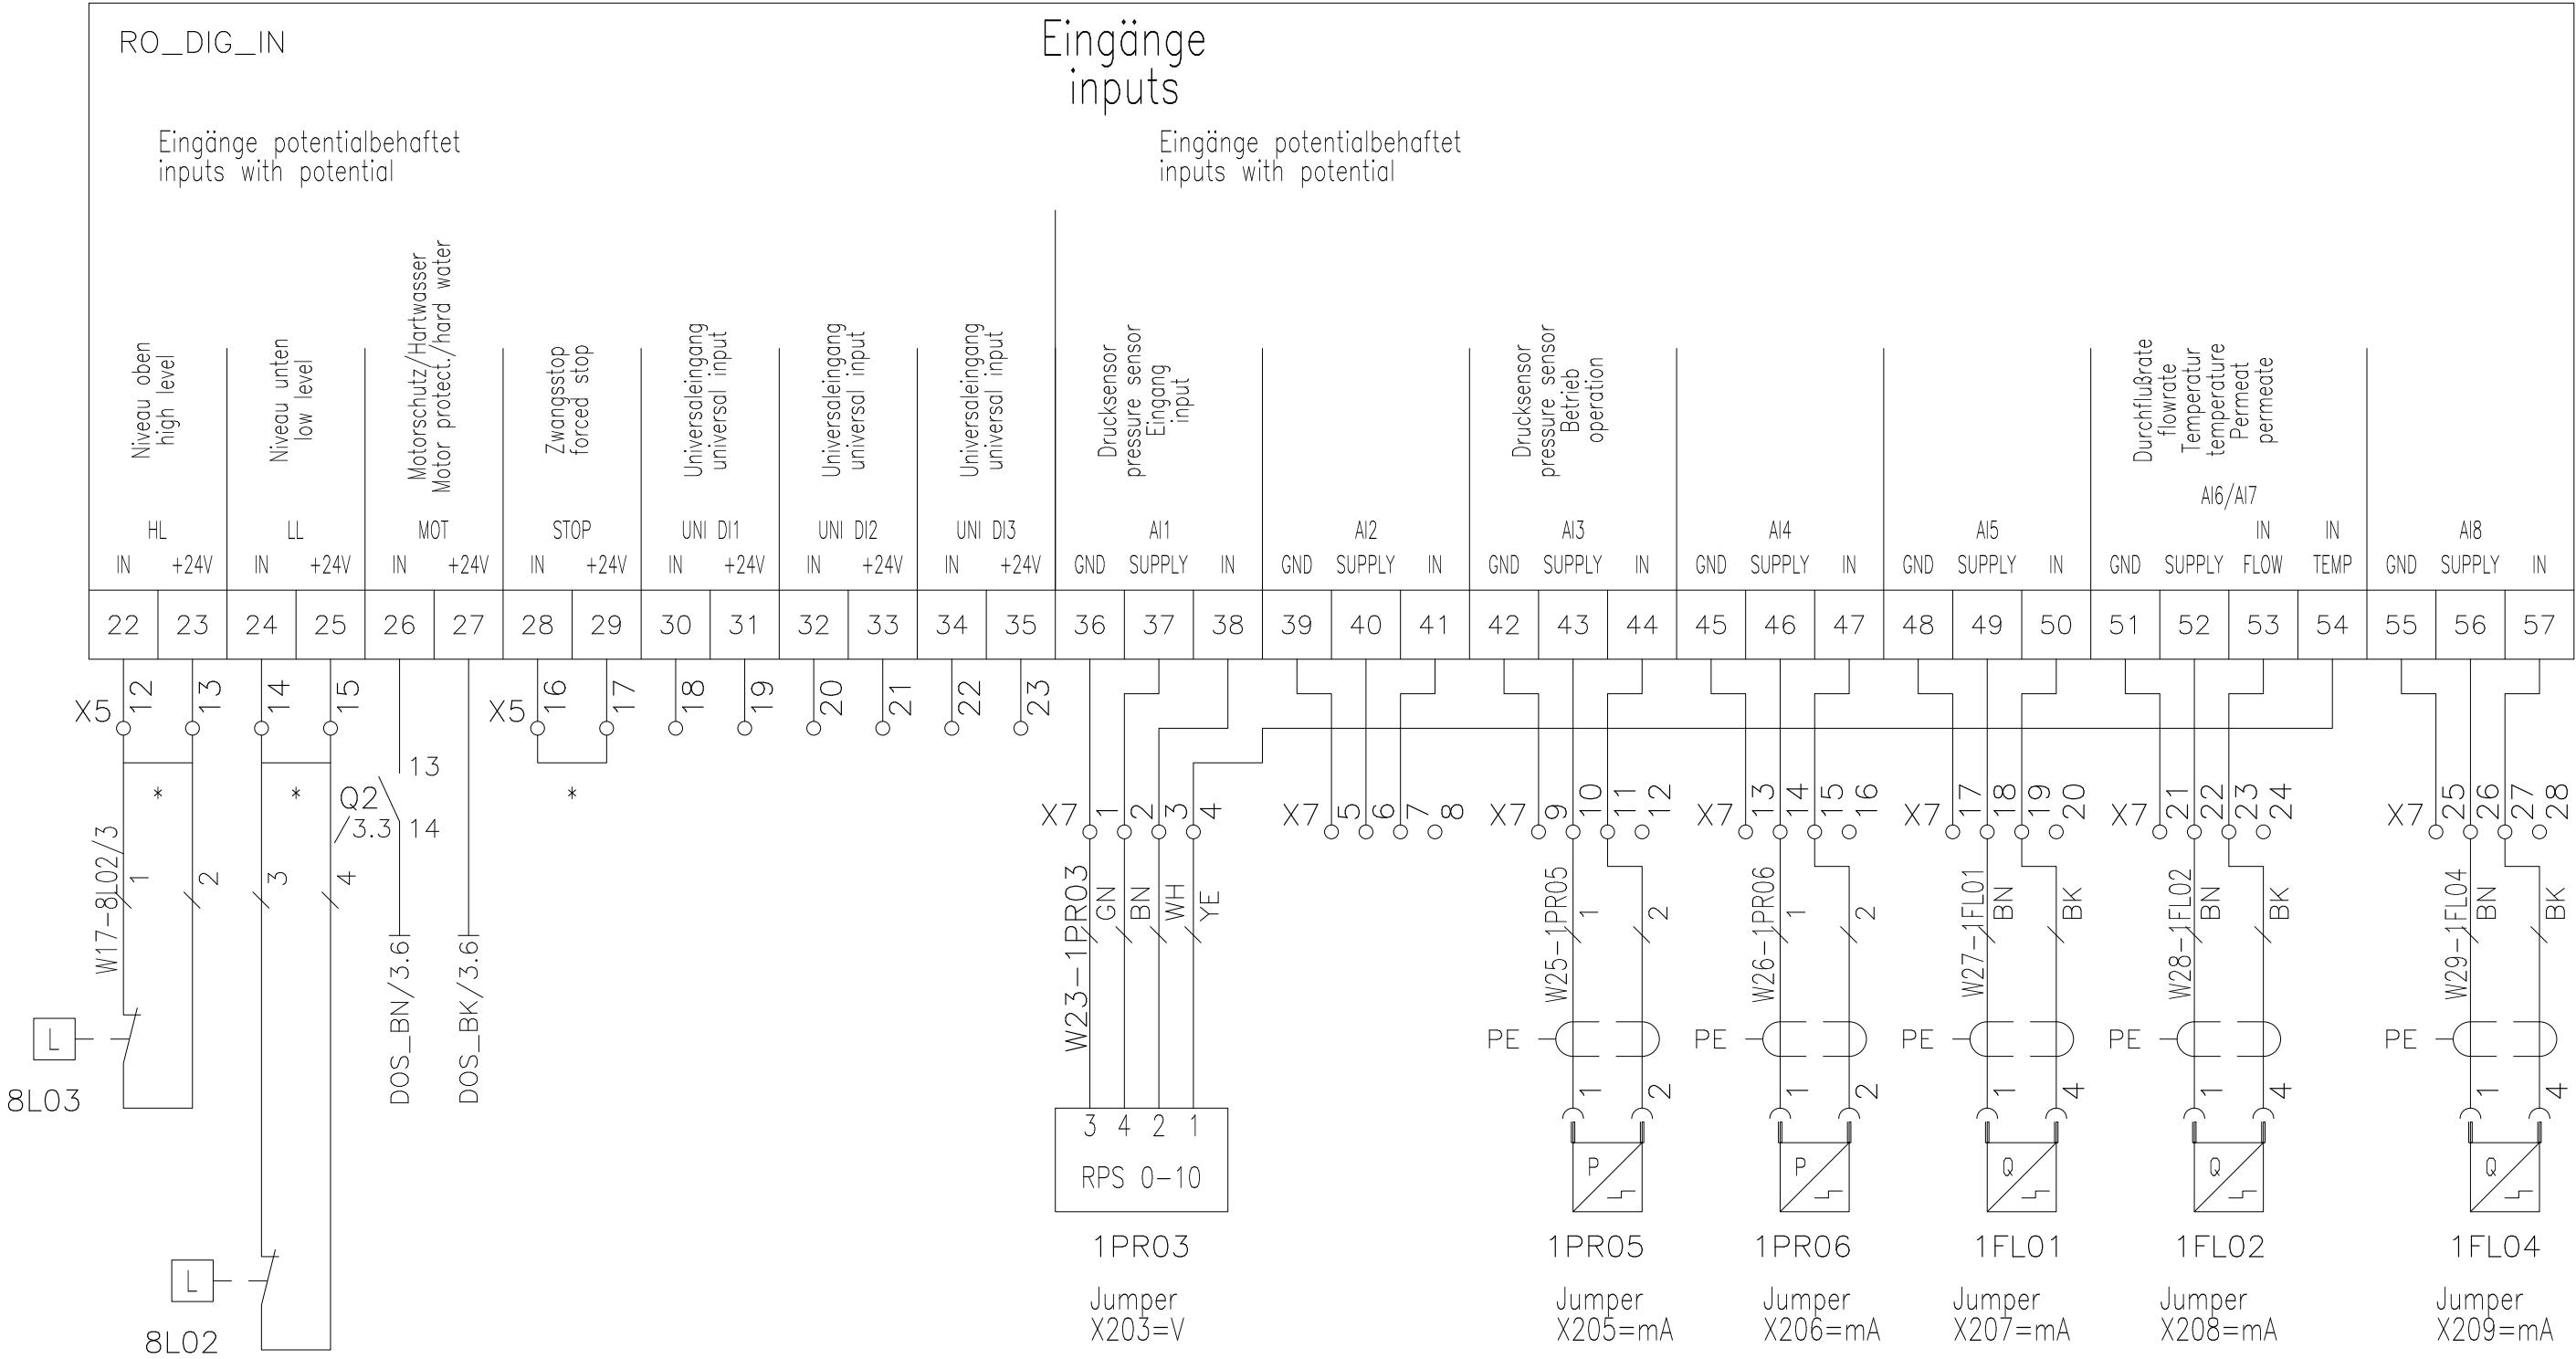 RO_DIG_IN
Eingänge
inputs
Eingänge potentialbehaftet
inputs with potential
Eingänge potentialbehaftet
inputs with potential
Niveau oben
high level
Niveau unten
low level
Motorschutz/Hartwasser
Motor protect./hard water
Zwangsstop
forced stop
Universaleingang
universal input
Universaleingang
universal input
Universaleingang
universal input
Drucksensor
pressure sensor
Eingang
input
Drucksensor
pressure sensor
Betrieb
operation
Durchflußrate
flowrate
Temperatur
temperature
Permeat
permeate
AI6/AI7
HL LL MOT STOP UNI DI1 UNI DI2 UNI DI3 AI1 AI2 AI3 AI4 AI5 IN IN AI8
IN +24V IN +24V IN +24V IN +24V IN +24V IN +24V IN +24V GND SUPPLY IN GND SUPPLY IN GND SUPPLY IN GND SUPPLY IN GND SUPPLY IN GND SUPPLY FLOW TEMP GND SUPPLY IN
22 23 24 25 26 27 28 29 30 31 32 33 34 35 36 37 38 39 40 41 42 43 44 45 46 47 48 49 50 51 52 53 54 55 56 57
X5 12 13 14 15 X5 16 17 18 19 20 21 22 23
13
* * Q2 *
/3.3 14
X7 1 2 3 4 X7 5 6 7 8 X7 9 10 11 12 X7 13 14 15 16 X7 17 18 19 20 X7 21 22 23 24 X7 25 26 27 28
W17-8L02/3 1 2 3 4
W23-1PR03 GN BN WH YE
W25-1PR05 1 2
W26-1PR06 1 2
W27-1FL01 BN BK
W28-1FL02 BN BK
W29-1FL04 BN BK
DOS_BN/3.6
DOS_BK/3.6
L
PE PE PE PE PE
8L03
1 2 1 2 1 4 1 4 1 4
3 4 2 1
RPS 0-10
P P Q Q Q
1PR03 1PR05 1PR06 1FL01 1FL02 1FL04
L
8L02
Jumper
X203=V
Jumper
X205=mA
Jumper
X206=mA
Jumper
X207=mA
Jumper
X208=mA
Jumper
X209=mA